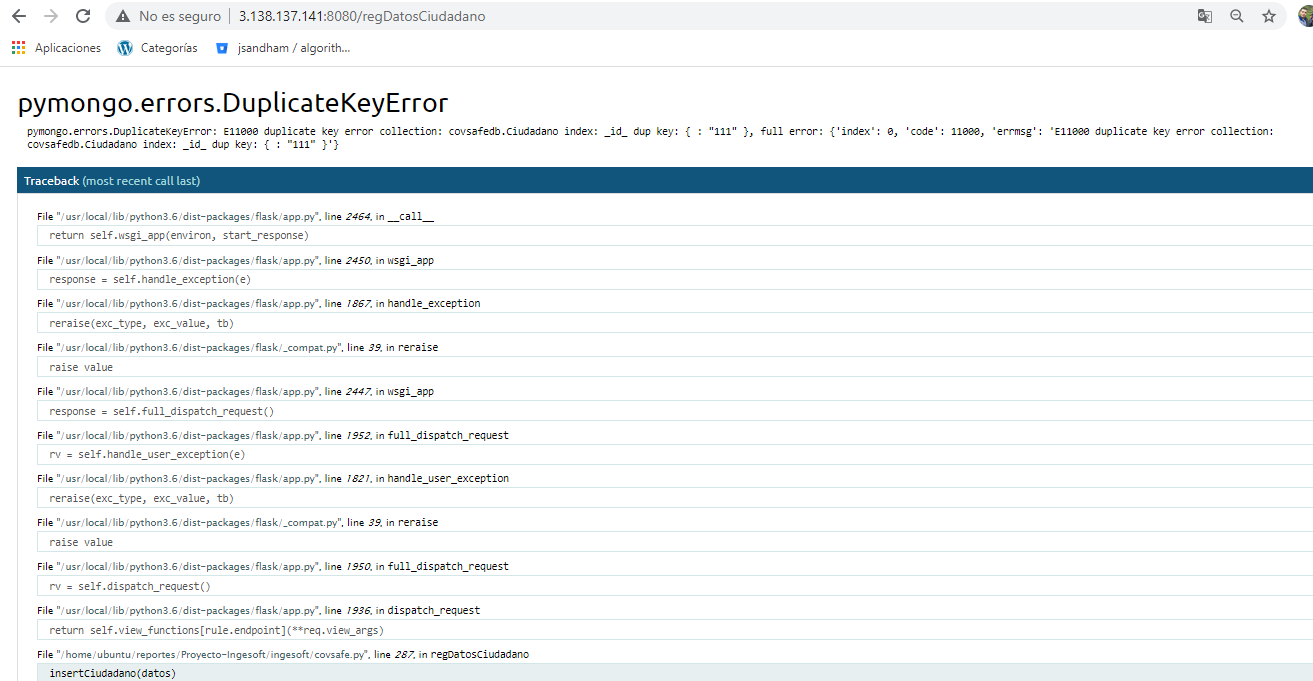 No es seguro | 3.138.137.141:8080/regDatosCiudadano
Aplicaciones Categorías jsandham / algorith...
pymongo.errors.DuplicateKeyError
pymongo.errors.DuplicateKeyError: E11000 duplicate key error collection: covsafedb.Ciudadano index: _id_ dup key: { : "111" }, full error: {'index': 0, 'code': 11000, 'errmsg': 'E11000 duplicate key error collection:
covsafedb.Ciudadano index: _id_ dup key: { : "111" }'}
Traceback (most recent call last)
File "/usr/local/lib/python3.6/dist-packages/flask/app.py", line 2464, in __call__
return self.wsgi_app(environ, start_response)
File "/usr/local/lib/python3.6/dist-packages/flask/app.py", line 2450, in wsgi_app
response = self.handle_exception(e)
File "/usr/local/lib/python3.6/dist-packages/flask/app.py", line 1867, in handle_exception
reraise(exc_type, exc_value, tb)
File "/usr/local/lib/python3.6/dist-packages/flask/_compat.py", line 39, in reraise
raise value
File "/usr/local/lib/python3.6/dist-packages/flask/app.py", line 2447, in wsgi_app
response = self.full_dispatch_request()
File "/usr/local/lib/python3.6/dist-packages/flask/app.py", line 1952, in full_dispatch_request
rv = self.handle_user_exception(e)
File "/usr/local/lib/python3.6/dist-packages/flask/app.py", line 1821, in handle_user_exception
reraise(exc_type, exc_value, tb)
File "/usr/local/lib/python3.6/dist-packages/flask/_compat.py", line 39, in reraise
raise value
File "/usr/local/lib/python3.6/dist-packages/flask/app.py", line 1950, in full_dispatch_request
rv = self.dispatch_request()
File "/usr/local/lib/python3.6/dist-packages/flask/app.py", line 1936, in dispatch_request
return self.view_functions[rule.endpoint](**req.view_args)
File "/home/ubuntu/reportes/Proyecto-Ingesoft/ingesoft/covsafe.py", line 287, in regDatosCiudadano
insertCiudadano(datos)